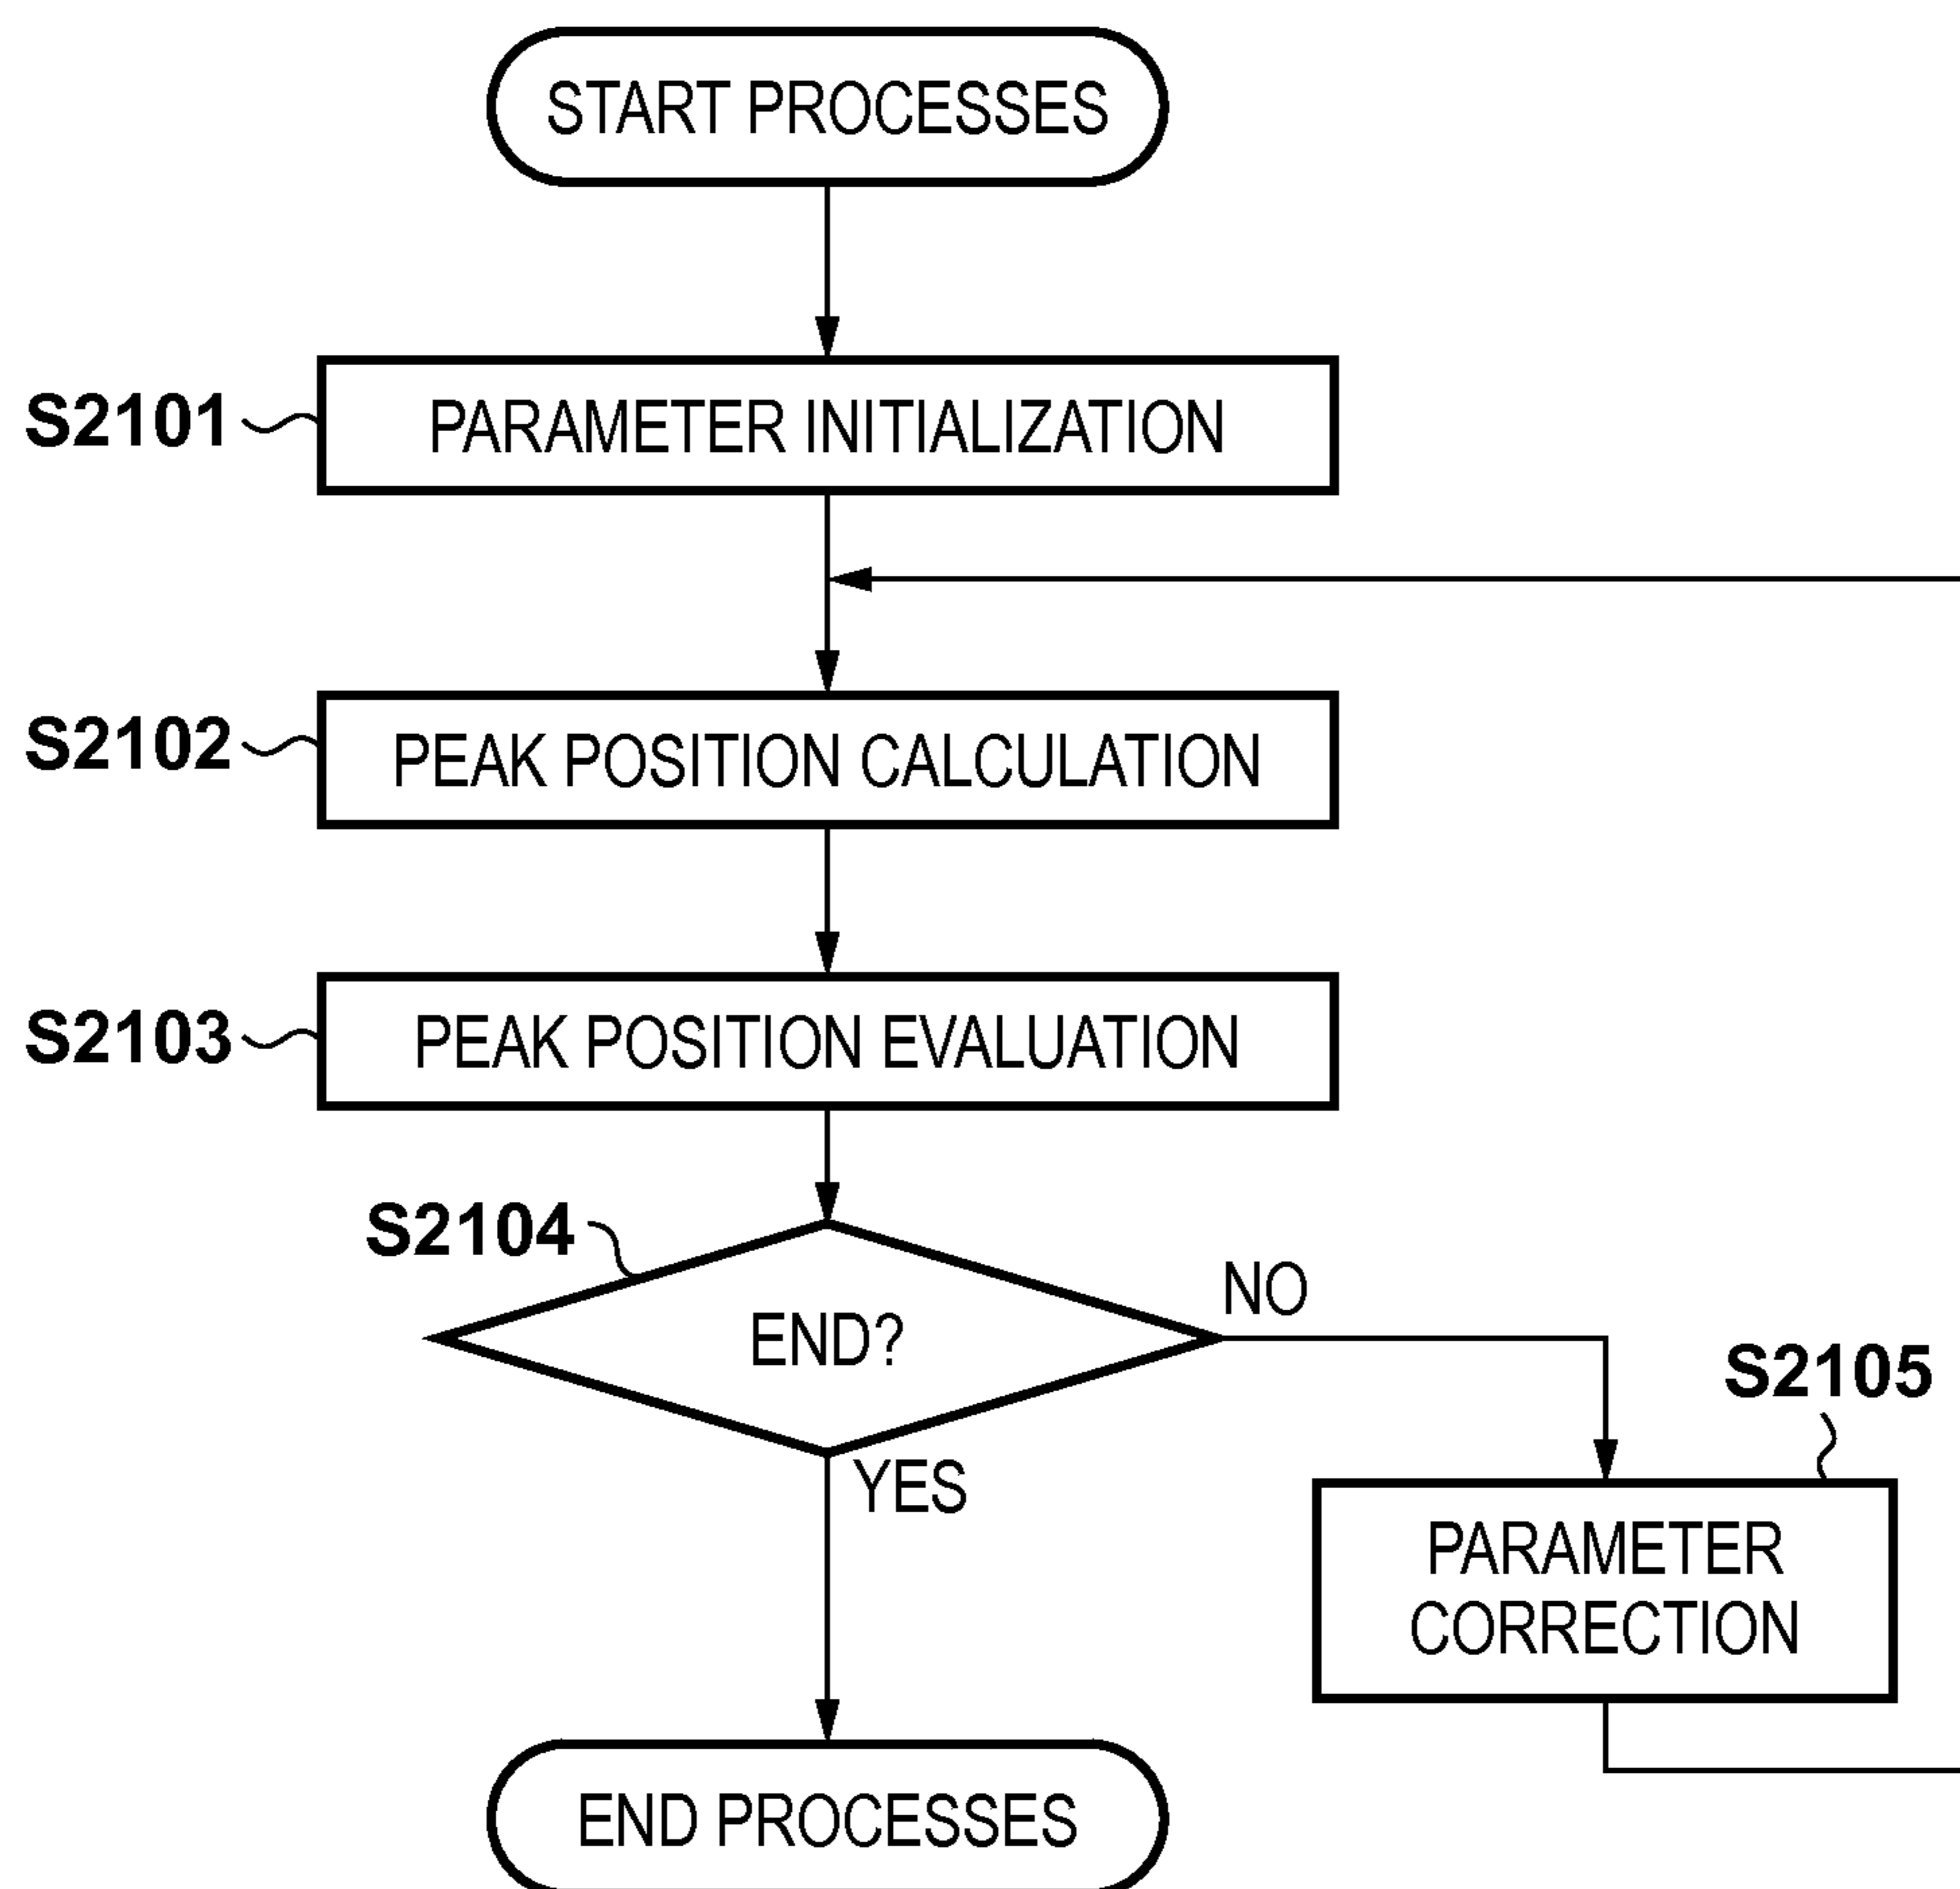 START PROCESSES
S2101
PARAMETER INITIALIZATION
S2102
PEAK POSITION CALCULATION
S2103
PEAK POSITION EVALUATION
S2104
END?
NO
YES
S2105
PARAMETER
CORRECTION
END PROCESSES